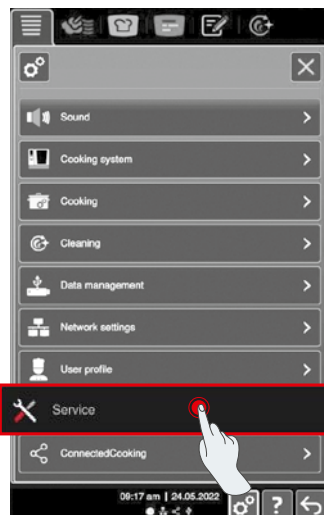 Sound
Cooking system
Cooking
Cleaning
Data management
Network settings
User profile
Service
ConnectedCooking
09:17 am | 24.05.2022
?